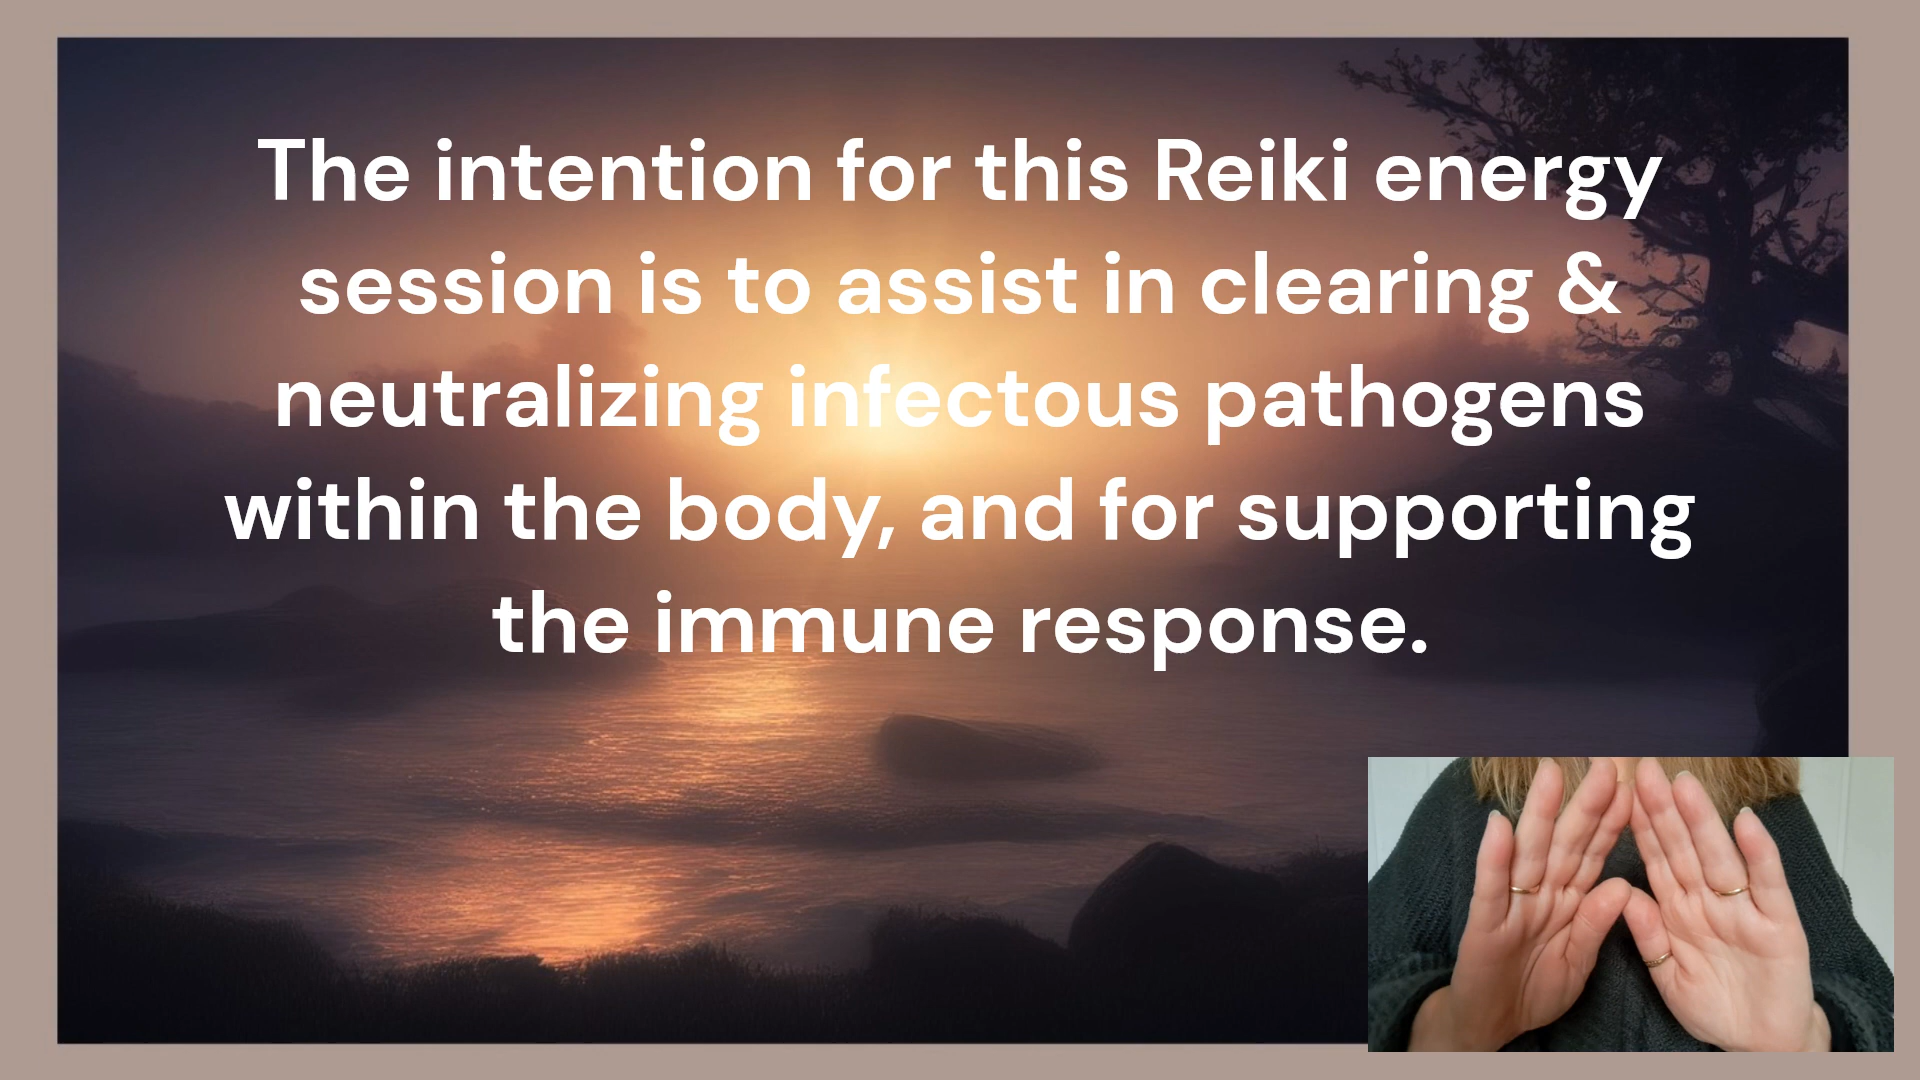 The intention for this Reiki energy
session is to assist in clearing &
neutralizing infectous pathogens
within the body, and for supporting
the immune response.